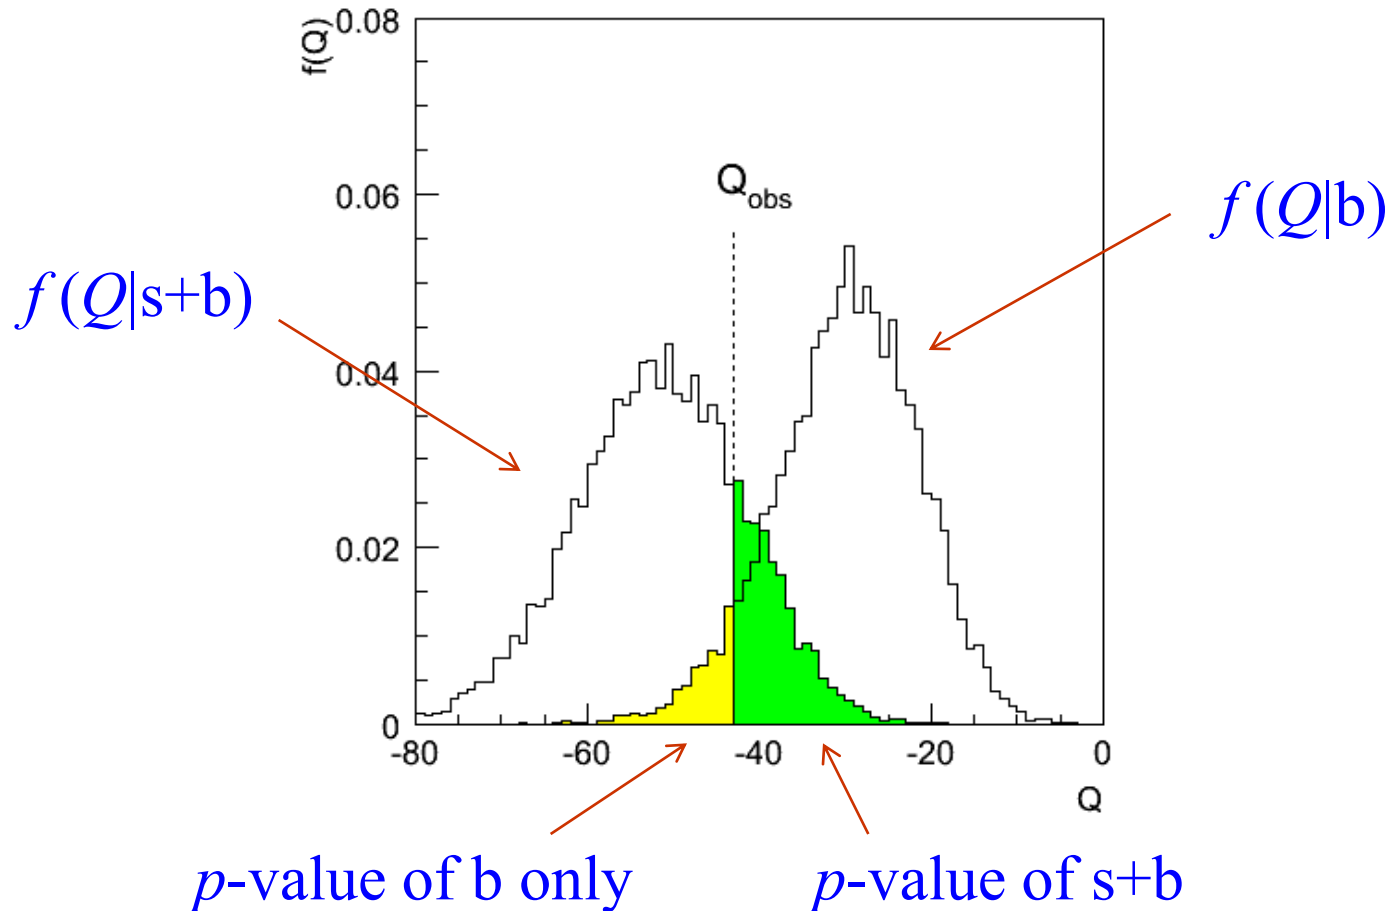 0.08
f(Q)
Q_obs
0.06
f (Q|b)
f (Q|s+b)
0.04
0.02
0
-80
-60
-40
-20
0
Q
p-value of b only
p-value of s+b